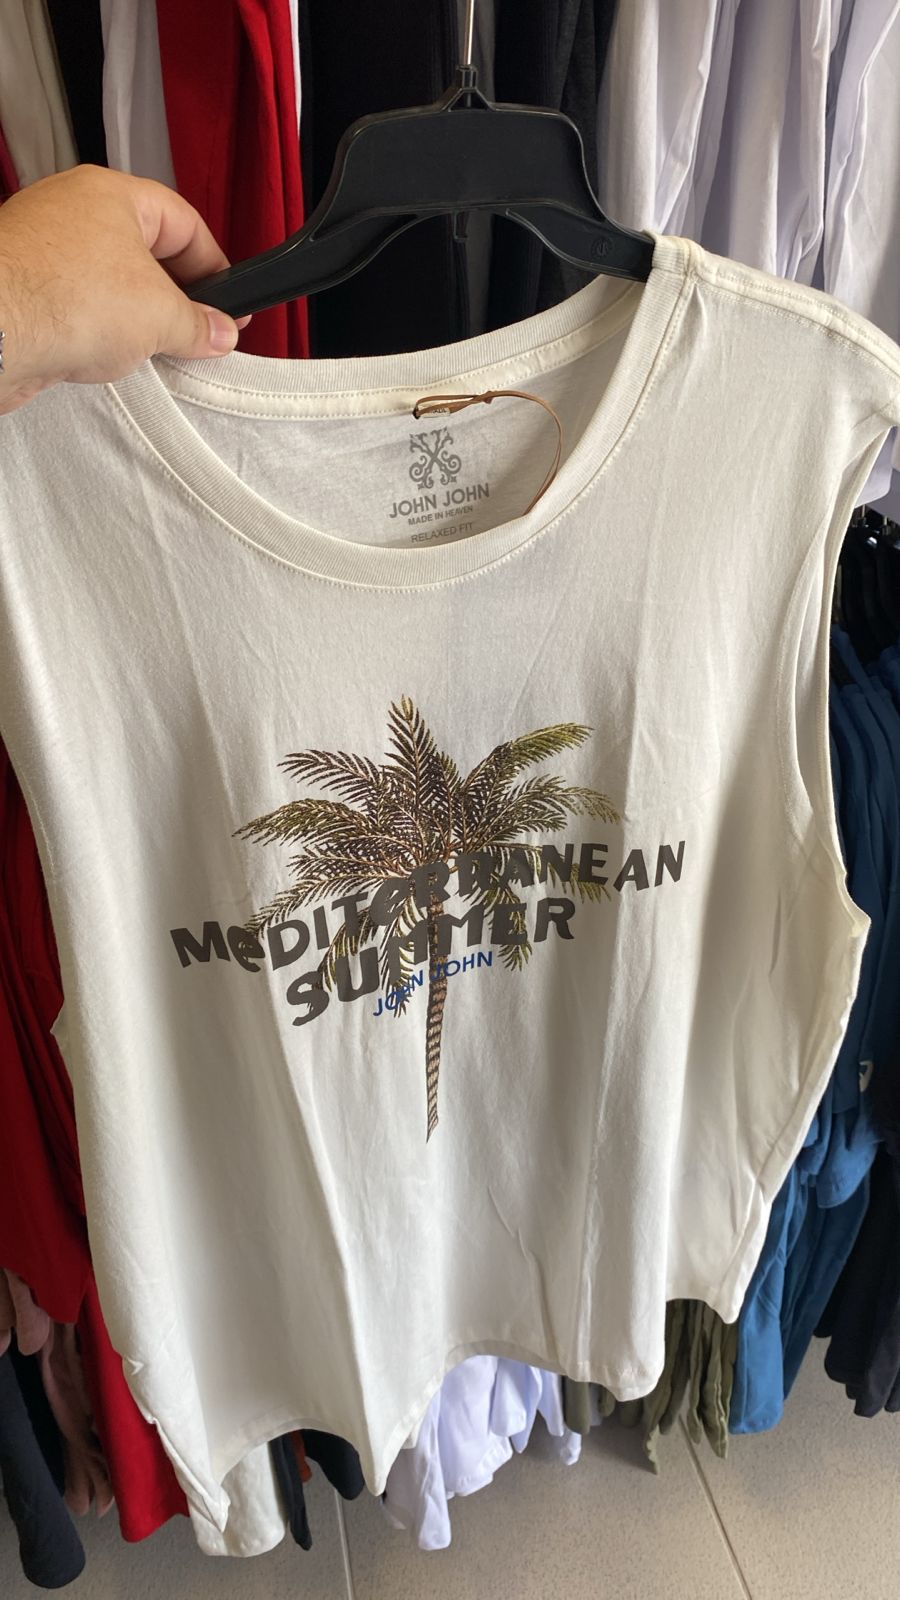 JOHN JOHN
MADE IN HEAVEN
RELAXED FIT
MeDITeRRANEAN
SUMMER
JOHN JOHN